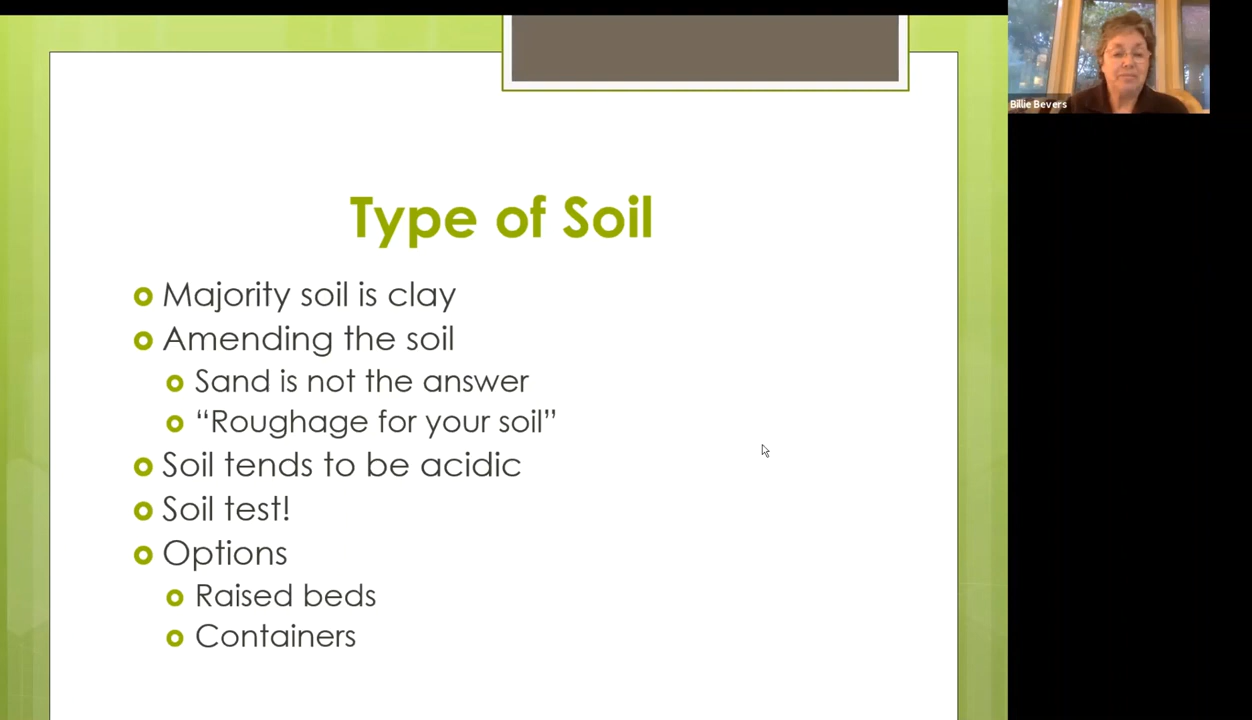 Billie Bevers
Type of Soil
Majority soil is clay
Amending the soil
Sand is not the answer
“Roughage for your soil”
Soil tends to be acidic
Soil test!
Options
Raised beds
Containers